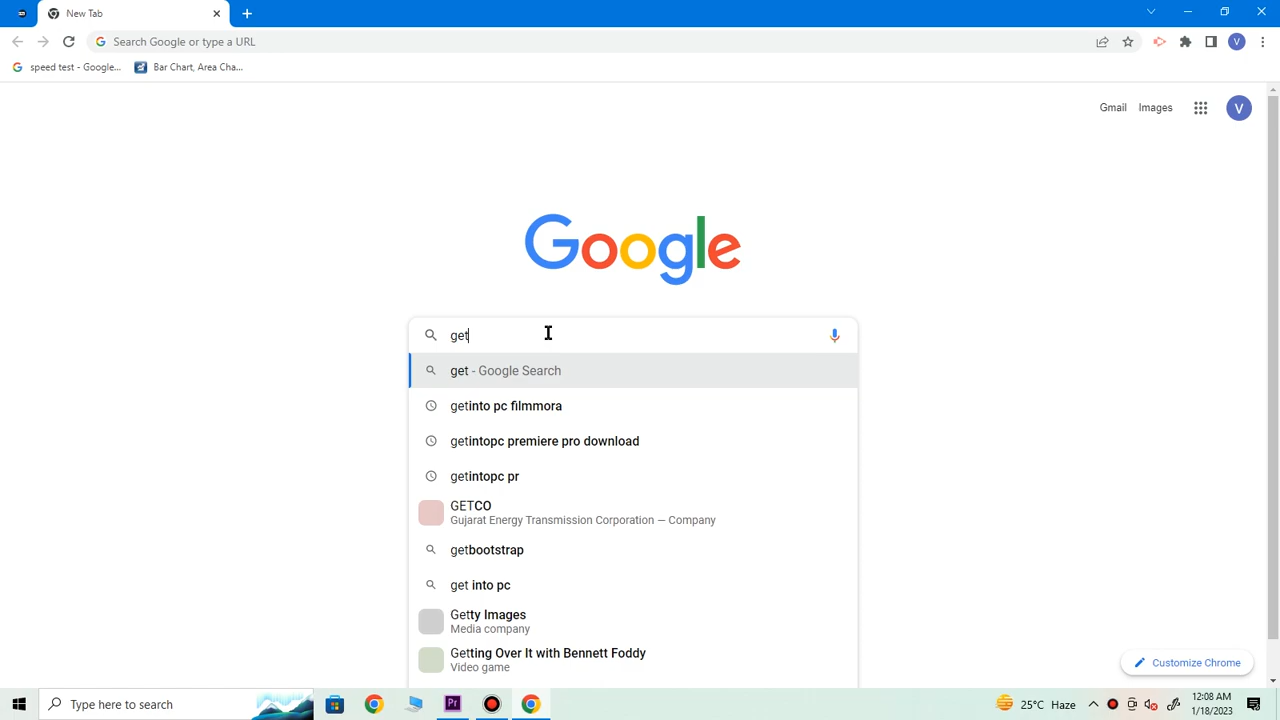 New Tab
Search Google or type a URL
V
speed test - Google...
Bar Chart, Area Cha...
Gmail
Images
V
Google
get
get - Google Search
getinto pc filmmora
getintopc premiere pro download
getintopc pr
GETCO
Gujarat Energy Transmission Corporation — Company
getbootstrap
get into pc
Getty Images
Media company
Getting Over It with Bennett Foddy
Video game
Customize Chrome
Type here to search
Pr
25°C Haze
12:08 AM
1/18/2023